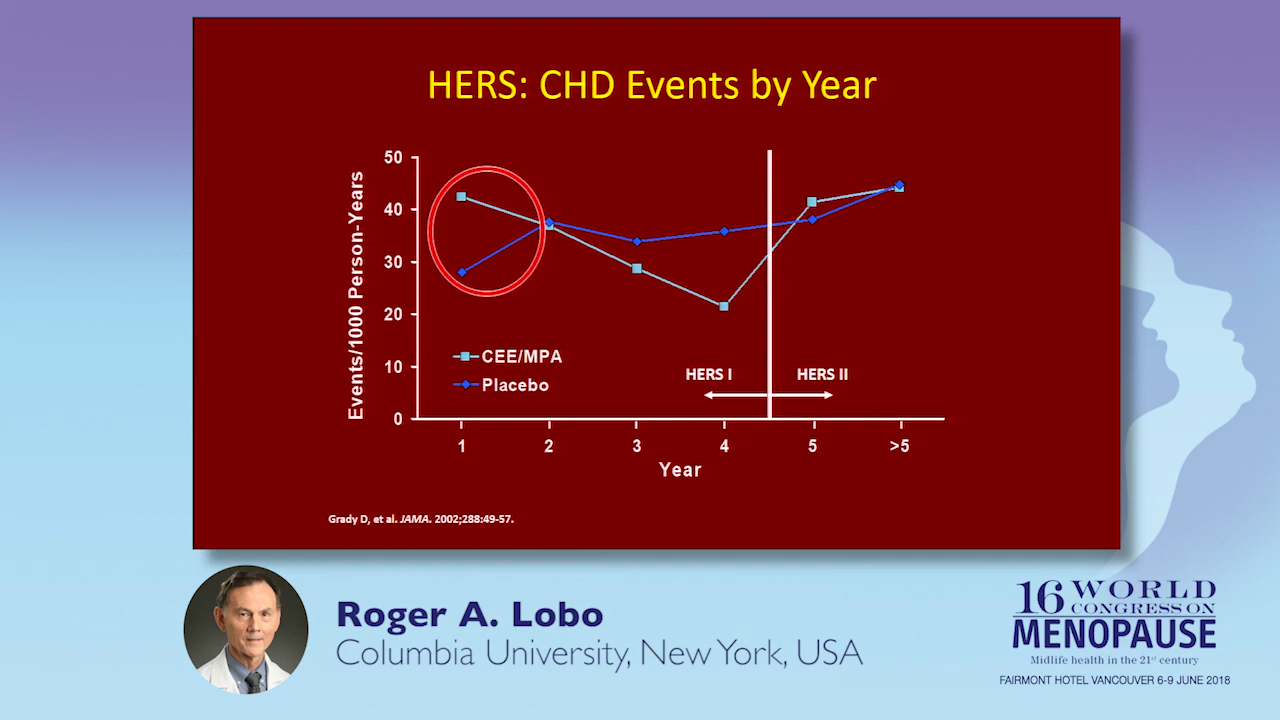 HERS: CHD Events by Year
Events/1000 Person-Years
50
40
30
20
10
0
CEE/MPA
Placebo
HERS I
HERS II
1
2
3
4
5
>5
Year
Grady D, et al. JAMA. 2002;288:49-57.
Roger A. Lobo
Columbia University, New York, USA
16 WORLD
CONGRESS ON
MENOPAUSE
Midlife health in the 21st century
FAIRMONT HOTEL VANCOUVER 6-9 JUNE 2018